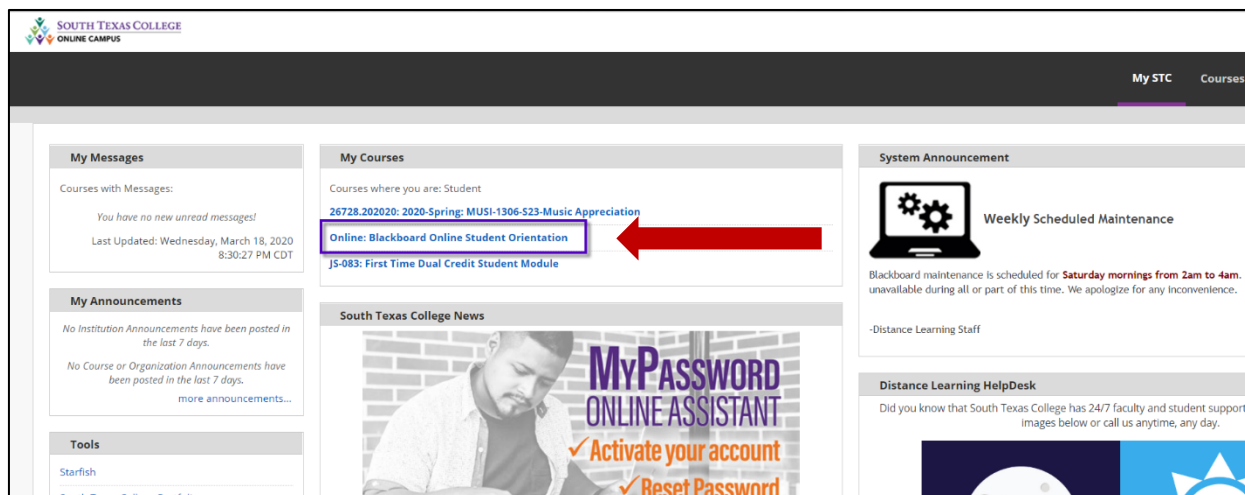 SOUTH TEXAS COLLEGE
ONLINE CAMPUS
My STC
Courses
My Messages
Courses with Messages:
You have no new unread messages!
Last Updated: Wednesday, March 18, 2020
8:30:27 PM CDT
My Announcements
No Institution Announcements have been posted in
the last 7 days.
No Course or Organization Announcements have
been posted in the last 7 days.
more announcements...
Tools
Starfish
My Courses
Courses where you are: Student
26728.202020: 2020-Spring: MUSI-1306-S23-Music Appreciation
Online: Blackboard Online Student Orientation
JS-083: First Time Dual Credit Student Module
South Texas College News
MYPASSWORD
ONLINE ASSISTANT
✓Activate your account
✓Reset Password
System Announcement
Weekly Scheduled Maintenance
Blackboard maintenance is scheduled for Saturday mornings from 2am to 4am.
unavailable during all or part of this time. We apologize for any inconvenience.
-Distance Learning Staff
Distance Learning HelpDesk
Did you know that South Texas College has 24/7 faculty and student support
images below or call us anytime, any day.